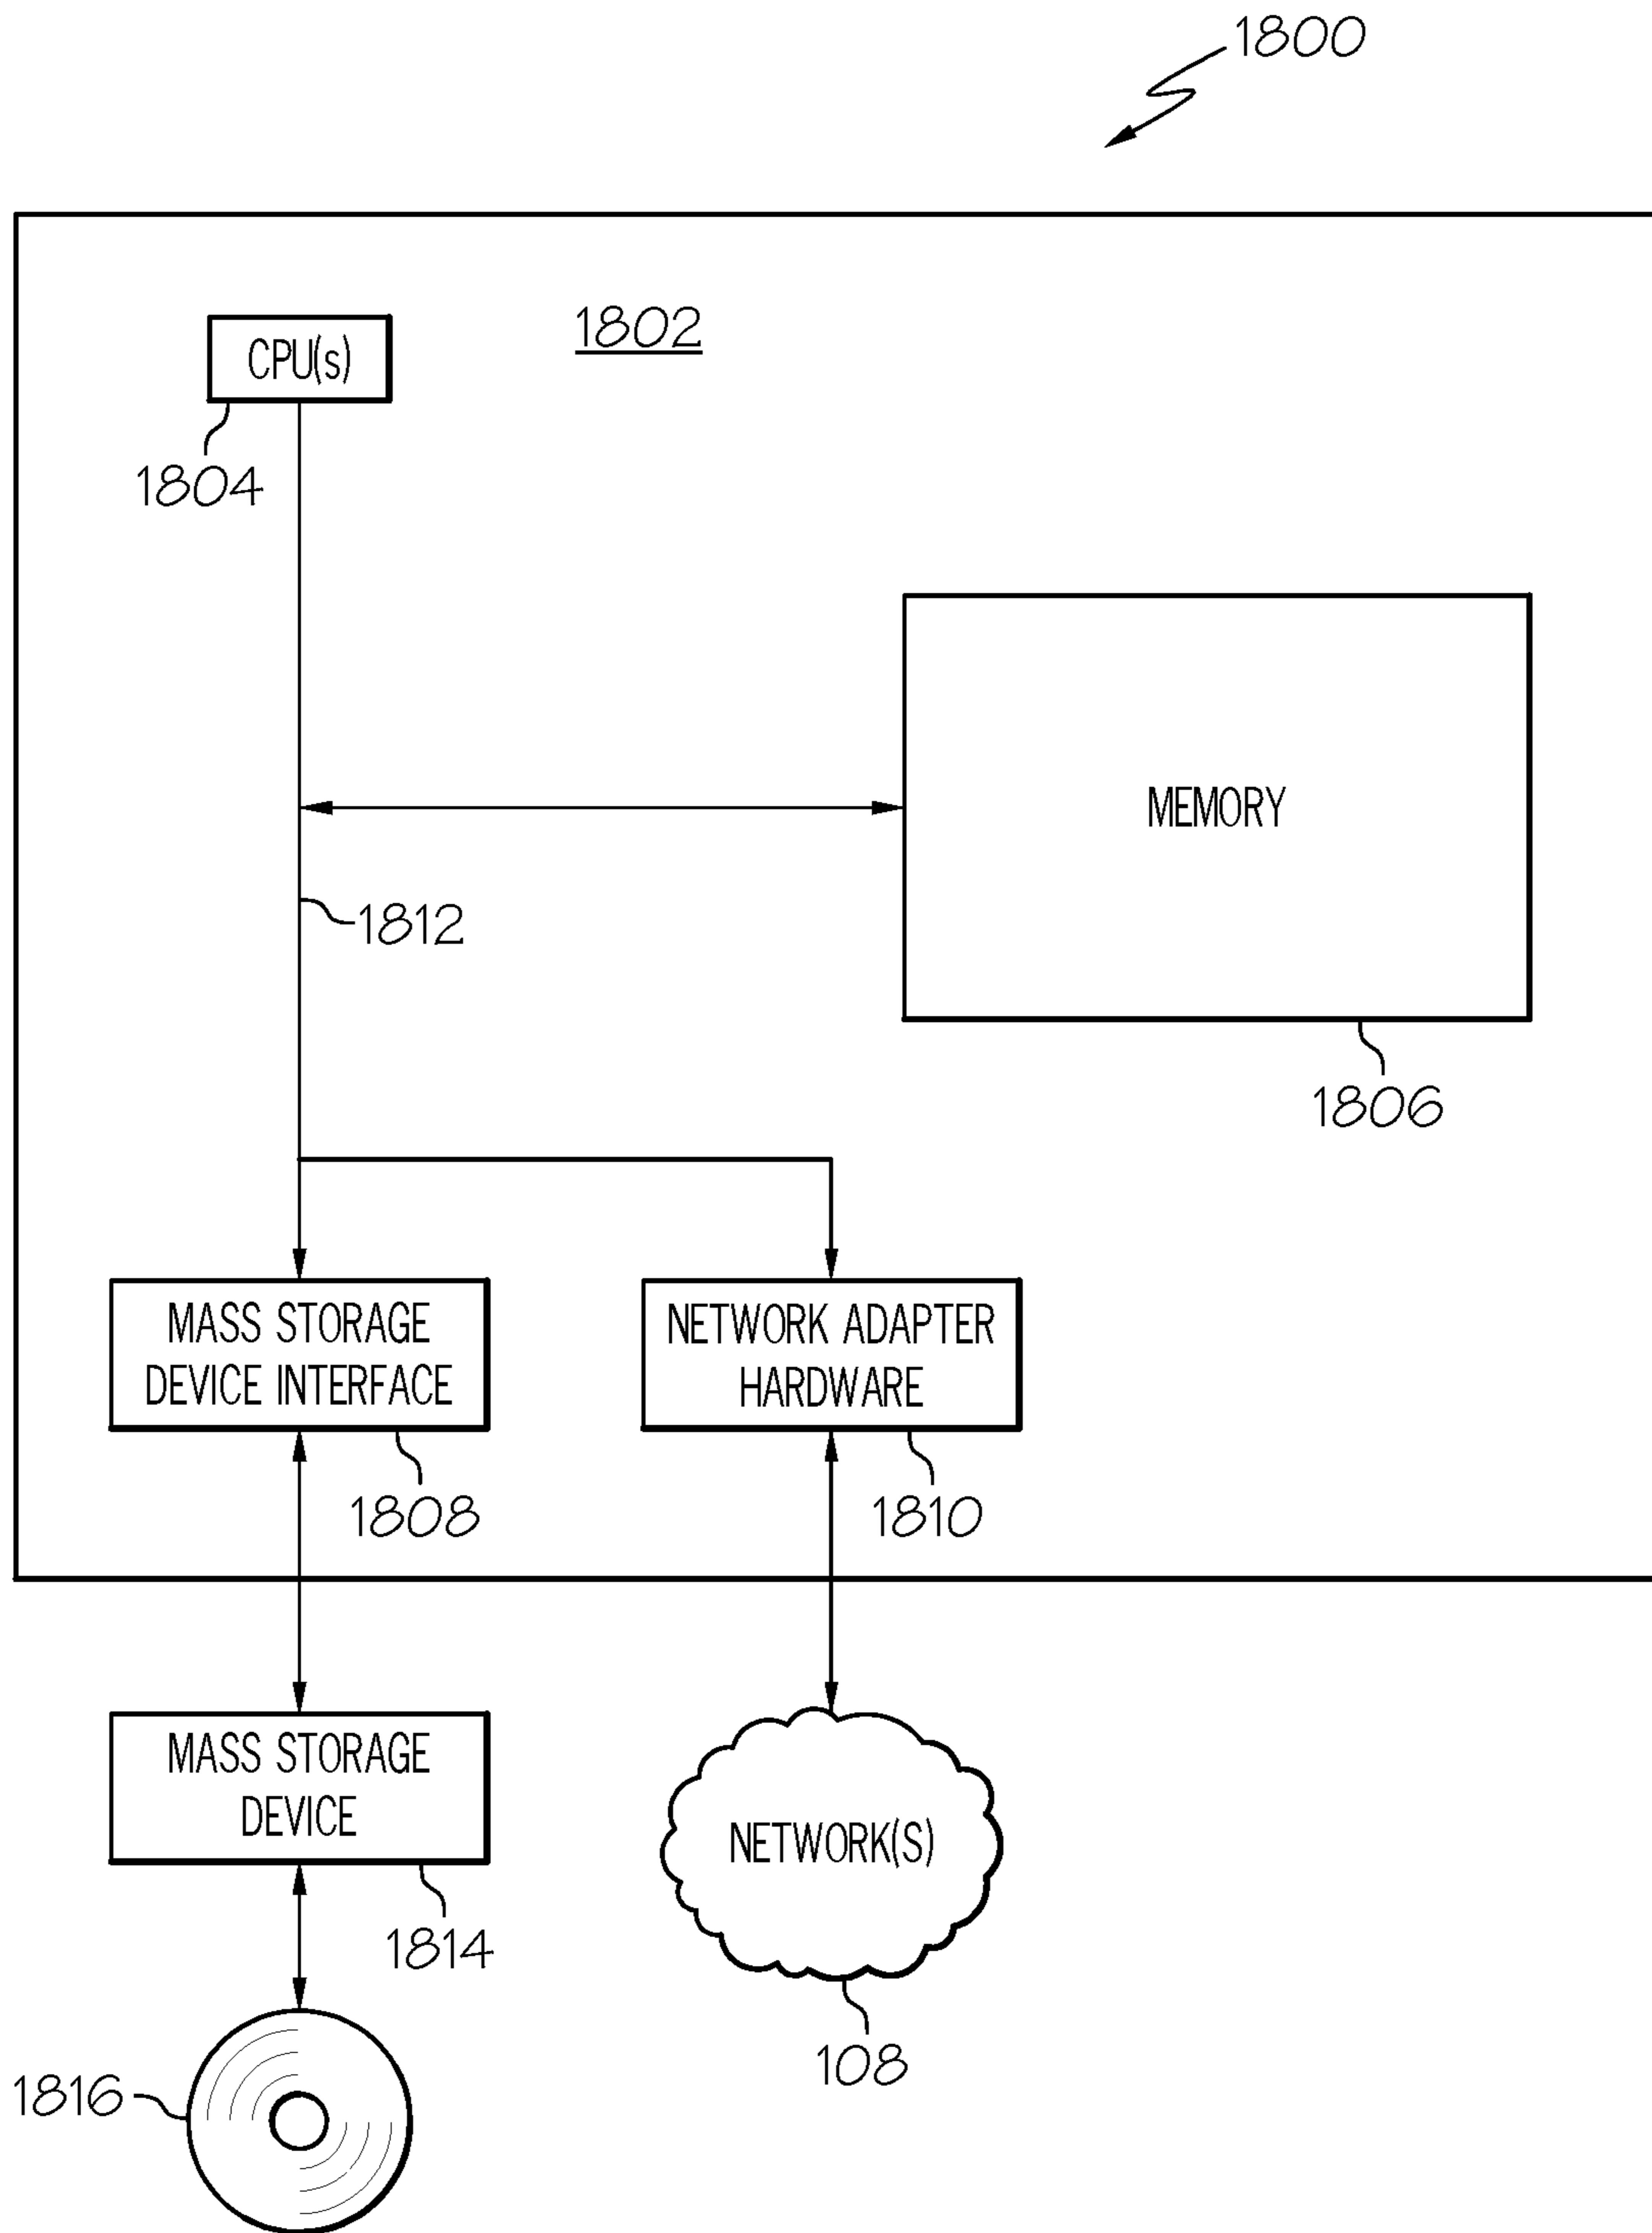 1800
CPU(s)
1802
1804
MEMORY
1812
1806
MASS STORAGE
DEVICE INTERFACE
NETWORK ADAPTER
HARDWARE
1808
1810
MASS STORAGE
DEVICE
NETWORK(S)
1814
108
1816